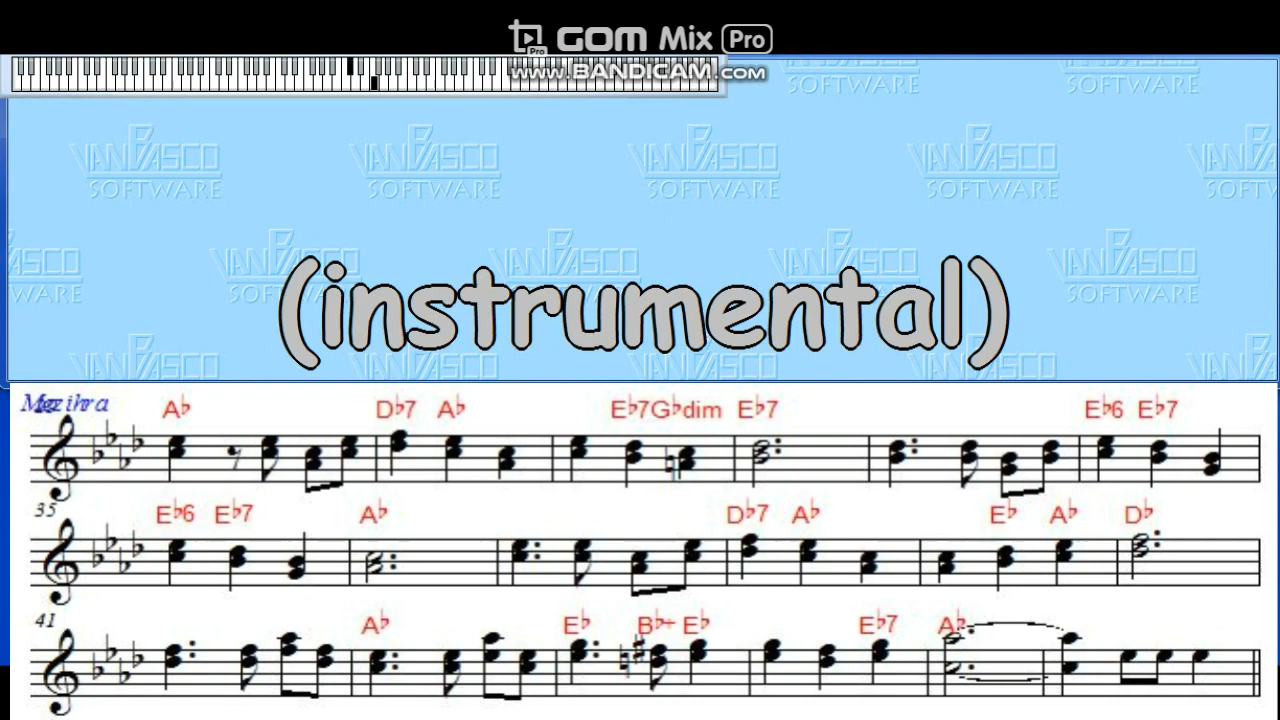 GOM Mix Pro
www.BANDICAM.com
VANBASCO SOFTWARE
(instrumental)
Mezihra
A♭ D♭7 A♭ E♭7 G♭dim E♭7 E♭6 E♭7
35
E♭6 E♭7 A♭ D♭7 A♭ E♭ A♭ D♭
41
A♭ E♭ B♭+ E♭ E♭7 A♭